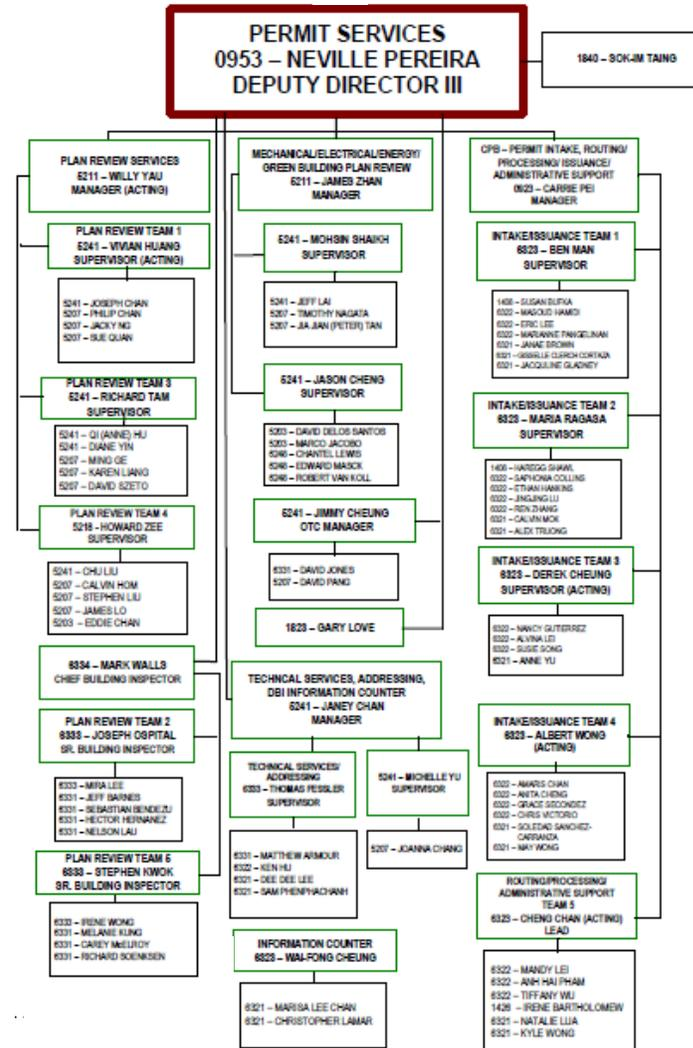 PERMIT SERVICES
0953 – NEVILLE PEREIRA
DEPUTY DIRECTOR III
1840 – SOK-IM TAING
PLAN REVIEW SERVICES
5211 – WILLY YAU
MANAGER (ACTING)
PLAN REVIEW TEAM 1
5241 – VIVIAN HUANG
SUPERVISOR (ACTING)
5241 – JOSEPH CHAN
5207 – PHILIP CHAN
5207 – JACKY NG
5207 – SUE QUAN
PLAN REVIEW TEAM 3
5241 – RICHARD TAM
SUPERVISOR
5241 – QI (ANNE) HU
5241 – DIANE YIN
5207 – MING GE
5207 – KAREN LIANG
5207 – DAVID SZETO
PLAN REVIEW TEAM 4
5218 – HOWARD ZEE
SUPERVISOR
5241 – CHU LIU
5207 – CALVIN HOM
5207 – STEPHEN LIU
5207 – JAMES LO
5203 – EDDIE CHAN
6334 – MARK WALLS
CHIEF BUILDING INSPECTOR
PLAN REVIEW TEAM 2
6333 – JOSEPH OSPITAL
SR. BUILDING INSPECTOR
6333 – MIRA LEE
6331 – JEFF BARNES
6331 – SEBASTIAN BENDEZU
6331 – HECTOR HERNANEZ
6331 – NELSON LAU
PLAN REVIEW TEAM 5
6333 – STEPHEN KWOK
SR. BUILDING INSPECTOR
6333 – IRENE WONG
6331 – MELANIE KUNG
6331 – CAREY McELROY
6331 – RICHARD SOENKSEN
MECHANICAL/ELECTRICAL/ENERGY/
GREEN BUILDING PLAN REVIEW
5211 – JAMES ZHAN
MANAGER
5241 – MOHSIN SHAIKH
SUPERVISOR
5241 – JEFF LAI
5207 – TIMOTHY NAGATA
5207 – JIA JIAN (PETER) TAN
5241 – JASON CHENG
SUPERVISOR
5203 – DAVID DELOS SANTOS
5203 – MARCO JACOBO
6248 – CHANTEL LEWIS
6248 – EDWARD MASCK
6248 – ROBERT VAN KOLL
5241 – JIMMY CHEUNG
OTC MANAGER
6331 – DAVID JONES
5207 – DAVID PANG
1823 – GARY LOVE
TECHNCAL SERVICES, ADDRESSING,
DBI INFORMATION COUNTER
5241 – JANEY CHAN
MANAGER
TECHNICAL SERVICES/
ADDRESSING
6333 – THOMAS FESSLER
SUPERVISOR
6331 – MATTHEW ARMOUR
6322 – KEN HU
6321 – DEE DEE LEE
6321 – SAM PHENPHACHANH
5241 – MICHELLE YU
SUPERVISOR
5207 – JOANNA CHANG
INFORMATION COUNTER
6323 – WAI-FONG CHEUNG
6321 – MARISA LEE CHAN
6321 – CHRISTOPHER LAMAR
CPB – PERMIT INTAKE, ROUTING/
PROCESSING/ ISSUANCE/
ADMINISTRATIVE SUPPORT
0923 – CARRIE PEI
MANAGER
INTAKE/ISSUANCE TEAM 1
6323 – BEN MAN
SUPERVISOR
1406 – SUSAN BUFKA
6322 – MASOUD HAMIDI
6322 – ERIC LEE
6322 – MARIANNE PANGELINAN
6321 – JANAE BROWN
6321 – GISSELLE CLERCH CORTAZA
6321 – JACQULINE GLADNEY
INTAKE/ISSUANCE TEAM 2
6323 – MARIA RAGASA
SUPERVISOR
1406 – HAREGG SHAWL
6322 – SAPHONIA COLLINS
6322 – ETHAN HANKINS
6322 – JINGJING LU
6322 – REN ZHANG
6321 – CALVIN MOK
6321 – ALEX TRUONG
INTAKE/ISSUANCE TEAM 3
6323 – DEREK CHEUNG
SUPERVISOR (ACTING)
6322 – NANCY GUTIERREZ
6322 – ALVINA LEI
6322 – SUSIE SONG
6321 – ANNE YU
INTAKE/ISSUANCE TEAM 4
6323 – ALBERT WONG
(ACTING)
6322 – AMARIS CHAN
6322 – ANITA CHENG
6322 – GRACE SECONDEZ
6322 – CHRIS VICTORIO
6321 – SOLEDAD SANCHEZ-
CARRANZA
6321 – MAY WONG
ROUTING/PROCESSING/
ADMINISTRATIVE SUPPORT
TEAM 5
6323 – CHENG CHAN (ACTING)
LEAD
6322 – MANDY LEI
6322 – ANH HAI PHAM
6322 – TIFFANY WU
1426 – IRENE BARTHOLOMEW
6321 – NATALIE LUA
6321 – KYLE WONG